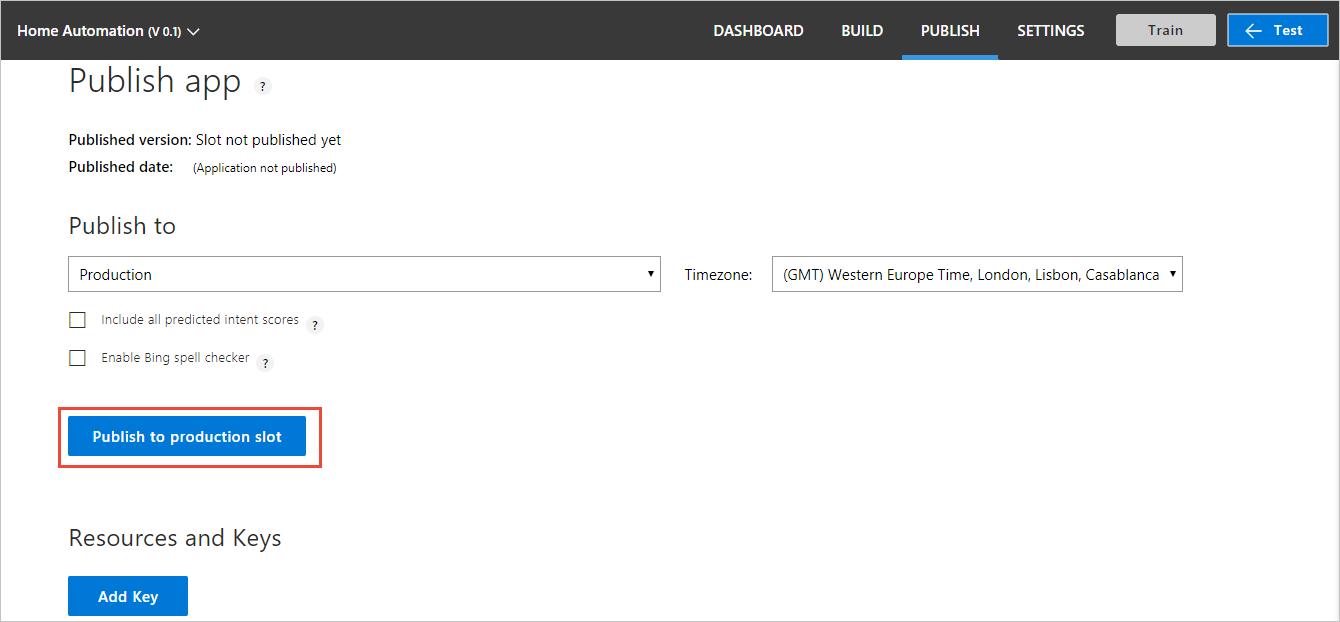 Home Automation (V 0.1)
DASHBOARD
BUILD
PUBLISH
SETTINGS
Train
Test
Publish app ?
Published version: Slot not published yet
Published date: (Application not published)
Publish to
Production
Timezone:
(GMT) Western Europe Time, London, Lisbon, Casablanca
Include all predicted intent scores ?
Enable Bing spell checker ?
Publish to production slot
Resources and Keys
Add Key